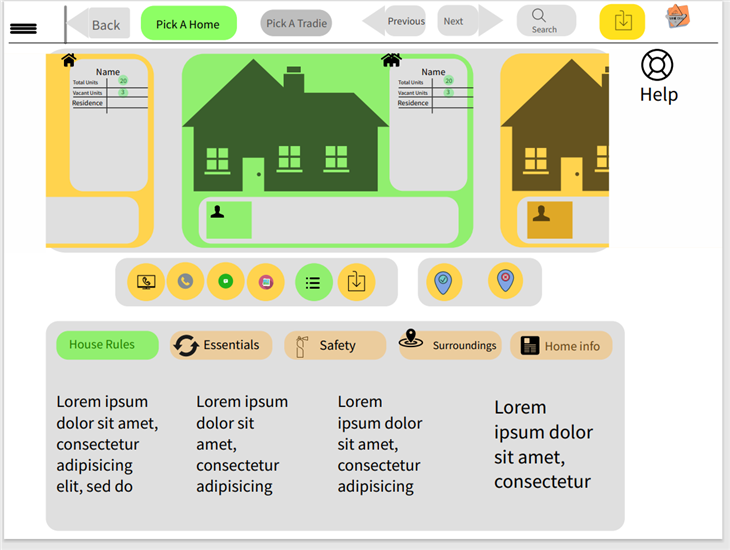 Back
Pick A Home
Pick A Tradie
Previous
Next
Search
Help
Name
Total Units 20
Vacant Units 3
Residence
Name
Total Units 20
Vacant Units 3
Residence
House Rules
Essentials
Safety
Surroundings
Home info
Lorem ipsum
dolor sit amet,
consectetur
adipisicing
elit, sed do
Lorem ipsum
dolor sit
amet,
consectetur
adipisicing
Lorem
ipsum dolor
sit amet,
consectetur
adipisicing
Lorem
ipsum dolor
sit amet,
consectetur